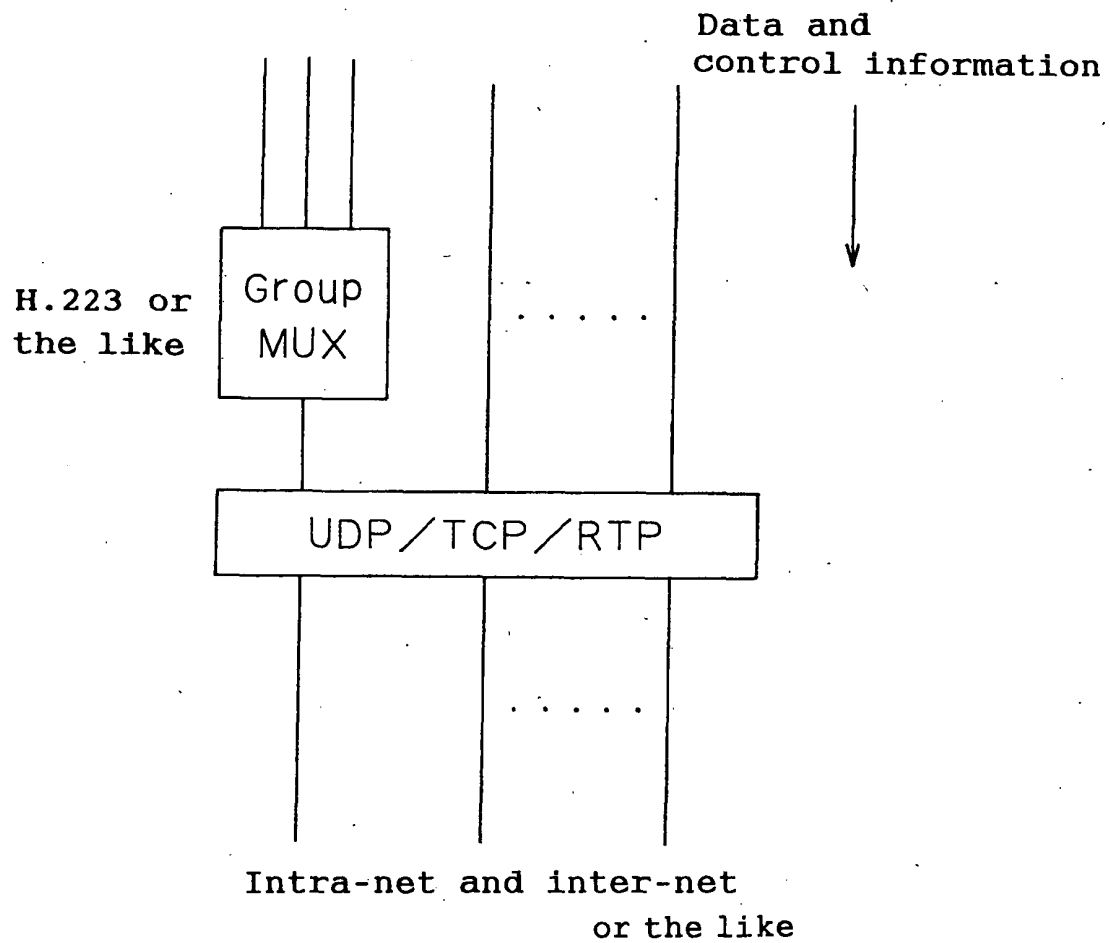 Data and
control information
H.223 or
the like
Group
MUX
UDP/TCP/RTP
Intra-net and inter-net
or the like